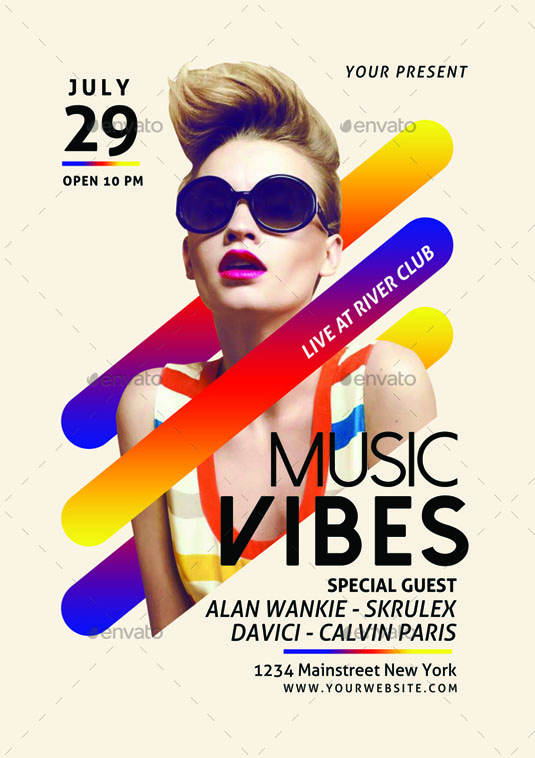 JULY
29
OPEN 10 PM
YOUR PRESENT
LIVE AT RIVER CLUB
MUSIC
VIBES
SPECIAL GUEST
ALAN WANKIE - SKRULEX
DAVICI - CALVIN PARIS
1234 Mainstreet New York
WWW.YOURWEBSITE.COM
envato
envato
envato
envato
envato
envato